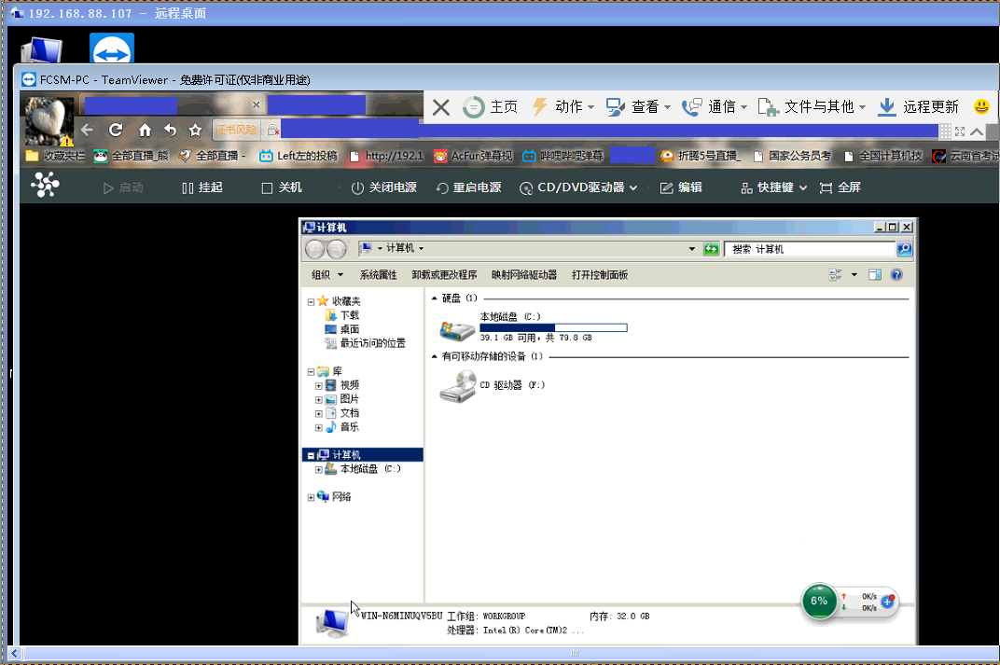 192.168.88.107 - 远程桌面
FCSM-PC - TeamViewer - 免费许可证(仅非商业用途)
主页 动作 查看 通信 文件与其他 远程更新
证书风险
收藏夹栏 全部直播_熊 全部直播 - Left左的投稿 http://192.1 AcFun弹幕视 哔哩哔哩弹幕 折腾5号直播_ 国家公务员考 全国计算机技 云南省考试
启动 挂起 关机 关闭电源 重启电源 CD/DVD驱动器 编辑 快捷键 全屏
计算机
计算机 搜索 计算机
组织 系统属性 卸载或更改程序 映射网络驱动器 打开控制面板
收藏夹
下载
桌面
最近访问的位置
库
视频
图片
文档
音乐
计算机
本地磁盘 (C:)
网络
硬盘 (1)
本地磁盘 (C:)
39.1 GB 可用，共 79.8 GB
有可移动存储的设备 (1)
CD 驱动器 (F:)
6% 0K/s
0K/s
WIN-N6MINUQV5BU 工作组: WORKGROUP 内存: 32.0 GB
处理器: Intel(R) Core(TM)2 ...